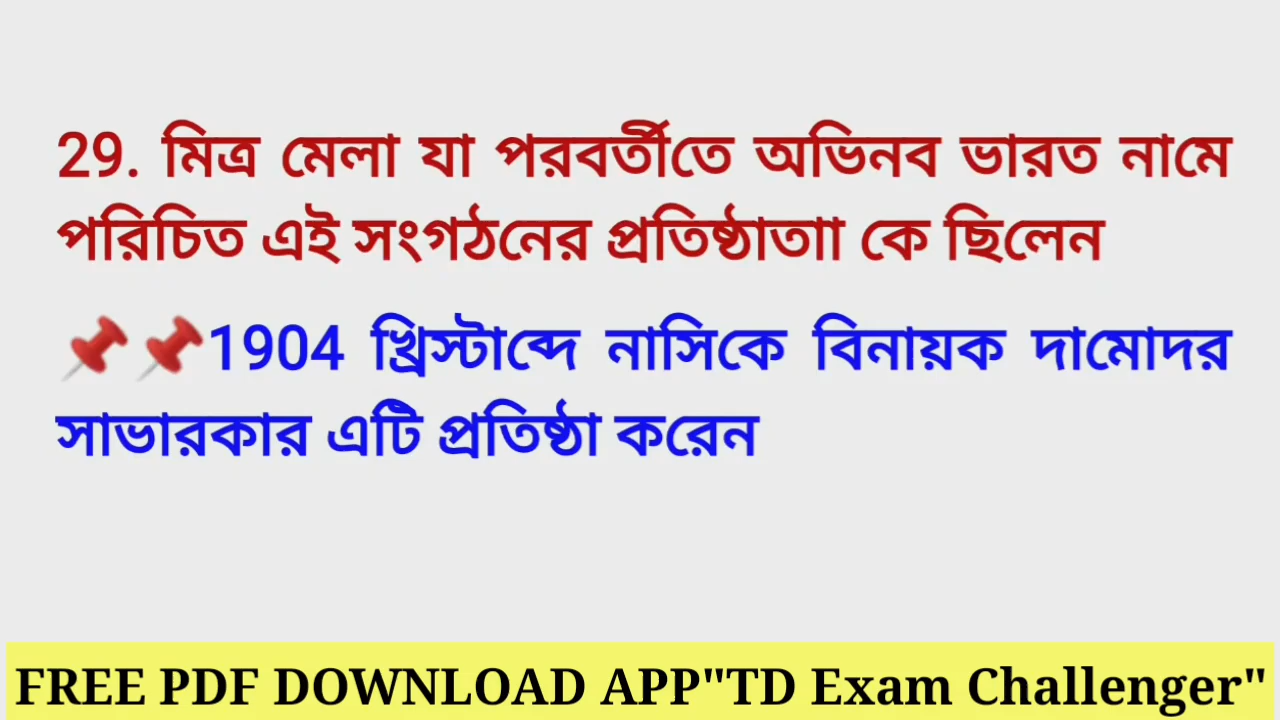 29. মিত্র মেলা যা পরবর্তীতে অভিনব ভারত নামে
পরিচিত এই সংগঠনের প্রতিষ্ঠাতাা কে ছিলেন
📌📌1904 খ্রিস্টাব্দে নাসিকে বিনায়ক দামোদর
সাভারকার এটি প্রতিষ্ঠা করেন
FREE PDF DOWNLOAD APP"TD Exam Challenger"